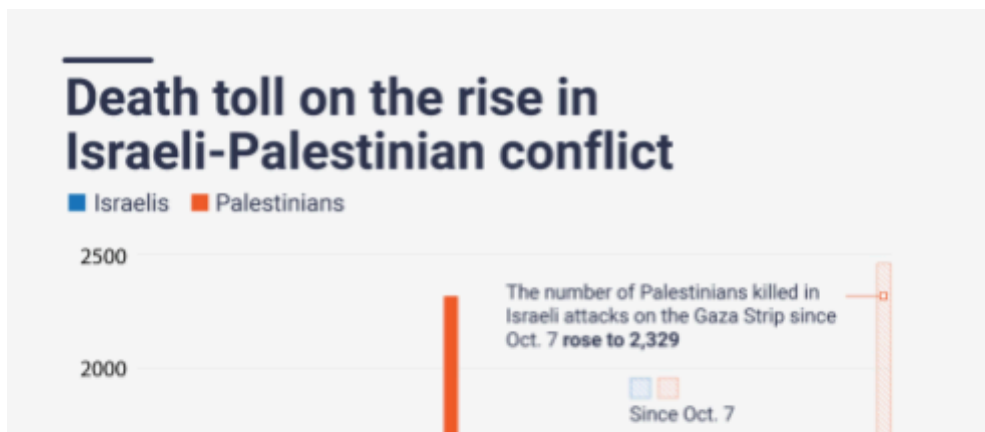 Death toll on the rise in
Israeli-Palestinian conflict
Israelis Palestinians
2500
The number of Palestinians killed in
Israeli attacks on the Gaza Strip since
Oct. 7 rose to 2,329
2000
Since Oct. 7